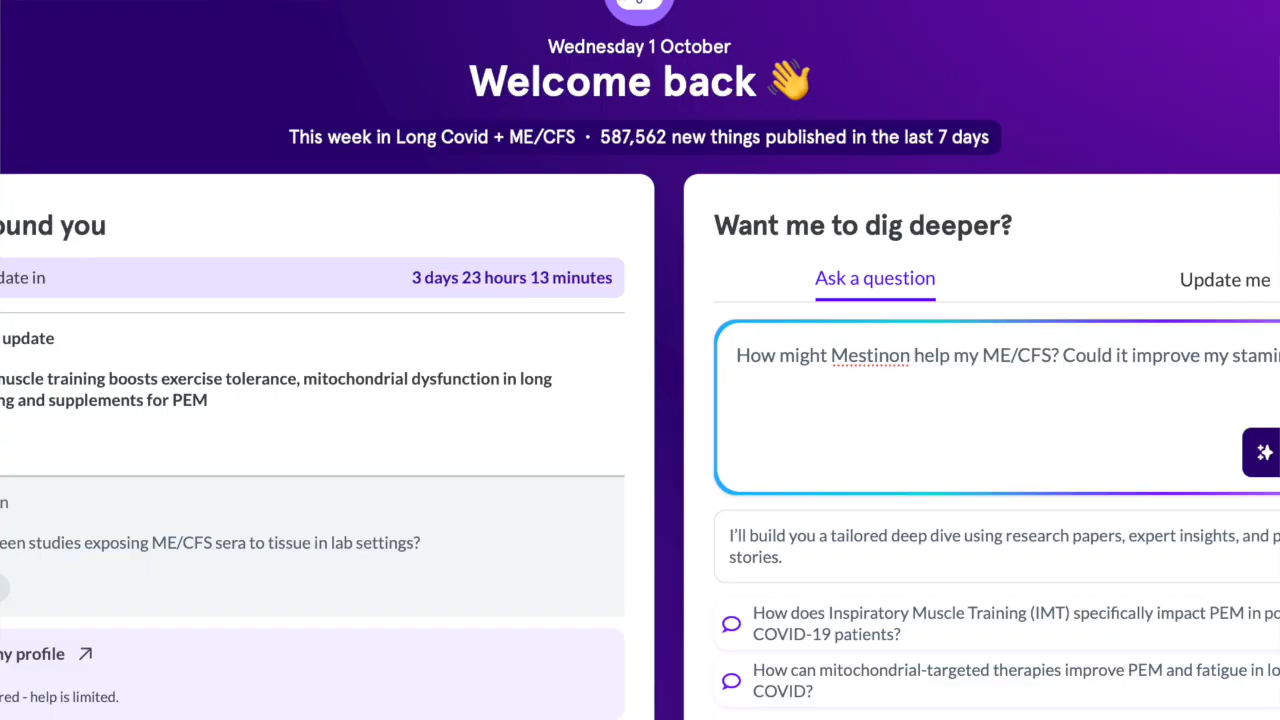 Wednesday 1 October
Welcome back 👋
This week in Long Covid + ME/CFS · 587,562 new things published in the last 7 days
ound you
date in
3 days 23 hours 13 minutes
update
muscle training boosts exercise tolerance, mitochondrial dysfunction in long
ng and supplements for PEM
n
een studies exposing ME/CFS sera to tissue in lab settings?
ny profile
red - help is limited.
Want me to dig deeper?
Ask a question
Update me
How might Mestinon help my ME/CFS? Could it improve my stamin
I'll build you a tailored deep dive using research papers, expert insights, and p
stories.
How does Inspiratory Muscle Training (IMT) specifically impact PEM in po
COVID-19 patients?
How can mitochondrial-targeted therapies improve PEM and fatigue in lo
COVID?